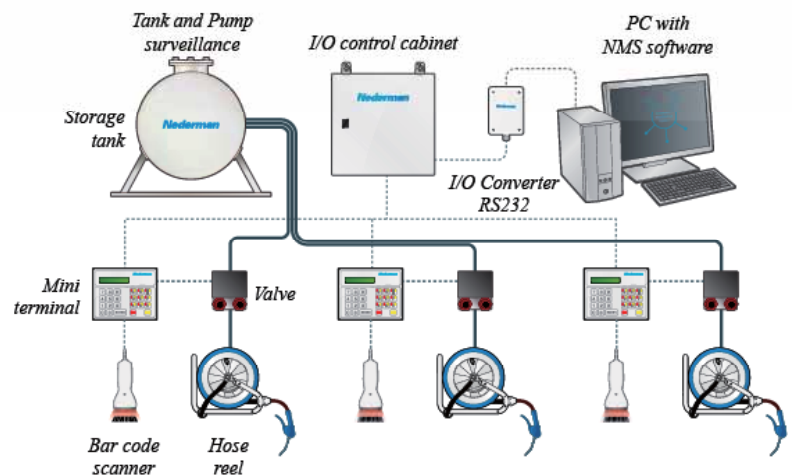 Tank and Pump
surveillance
I/O control cabinet
PC with
NMS software
Nederman
Nederman
Storage
tank
I/O Converter
RS232
Mini
terminal
Valve
Bar code
scanner
Hose
reel